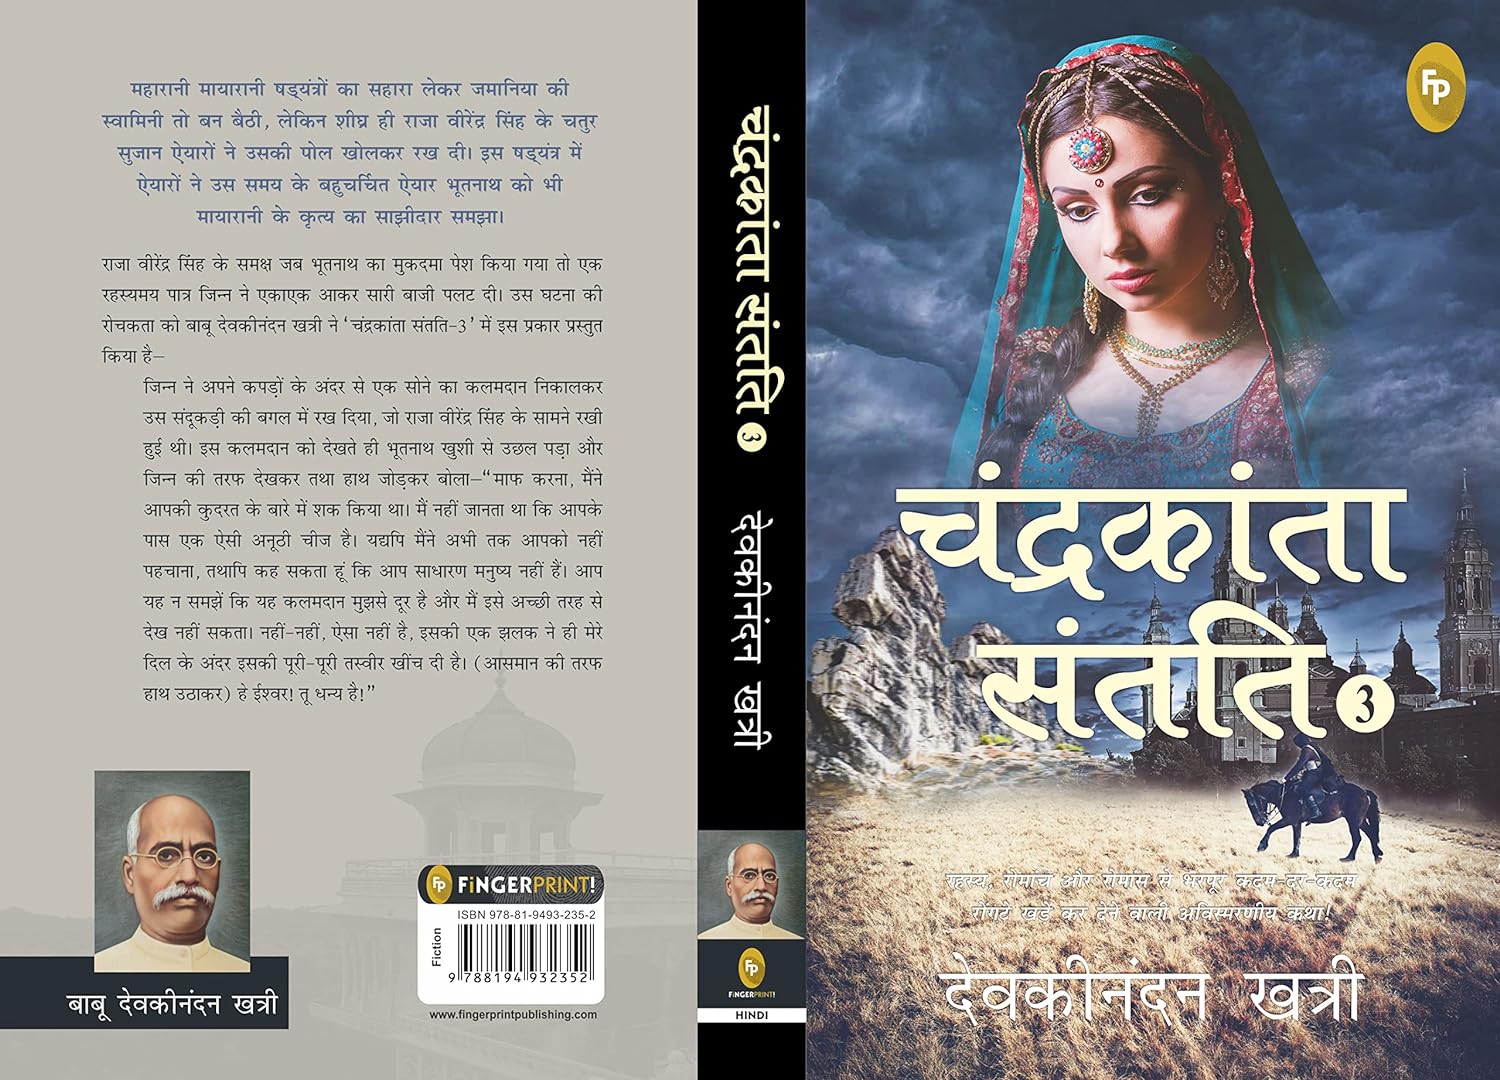 महारानी मायारानी षड्यंत्रों का सहारा लेकर जमानिया की
स्वामिनी तो बन बैठी, लेकिन शीघ्र ही राजा वीरेंद्र सिंह के चतुर
सुजान ऐयारों ने उसकी पोल खोलकर रख दी। इस षड्यंत्र में
ऐयारों ने उस समय के बहुचर्चित ऐयार भूतनाथ को भी
मायारानी के कृत्य का साझीदार समझा।
राजा वीरेंद्र सिंह के समक्ष जब भूतनाथ का मुकदमा पेश किया गया तो एक
रहस्यमय पात्र जिन्न ने एकाएक आकर सारी बाजी पलट दी। उस घटना की
रोचकता को बाबू देवकीनंदन खत्री ने ‘चंद्रकांता संतति-3’ में इस प्रकार प्रस्तुत
किया है–
जिन्न ने अपने कपड़ों के अंदर से एक सोने का कलमदान निकालकर
उस संदूकड़ी की बगल में रख दिया, जो राजा वीरेंद्र सिंह के सामने रखी
हुई थी। इस कलमदान को देखते ही भूतनाथ खुशी से उछल पड़ा और
जिन्न की तरफ देखकर तथा हाथ जोड़कर बोला–“माफ करना, मैंने
आपकी कुदरत के बारे में शक किया था। मैं नहीं जानता था कि आपके
पास एक ऐसी अनूठी चीज है। यद्यपि मैंने अभी तक आपको नहीं
पहचाना, तथापि कह सकता हूं कि आप साधारण मनुष्य नहीं हैं। आप
यह न समझें कि यह कलमदान मुझसे दूर है और मैं इसे अच्छी तरह से
देख नहीं सकता। नहीं-नहीं, ऐसा नहीं है, इसकी एक झलक ने ही मेरे
दिल के अंदर इसकी पूरी-पूरी तस्वीर खींच दी है। (आसमान की तरफ
हाथ उठाकर) हे ईश्वर! तू धन्य है!”
बाबू देवकीनंदन खत्री
FP FiNGERPRINT!
ISBN 978-81-9493-235-2
Fiction
9 788194 932352
www.fingerprintpublishing.com
चंद्रकांता संतति 3
देवकीनंदन खत्री
FP
FiNGERPRINT!
HINDI
FP
चंद्रकांता
संतति 3
रहस्य, रोमांच और रोमांस से भरपूर कदम-दर-कदम
रोंगटे खड़े कर देने वाली अविस्मरणीय कथा!
देवकीनंदन खत्री